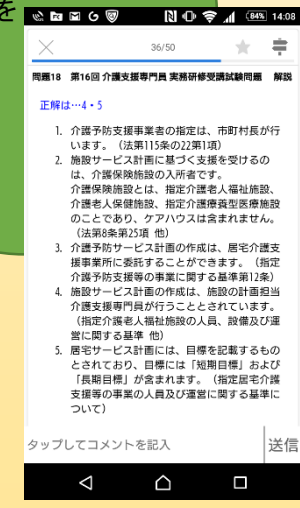 を
84% 14:08
36/50
問題18 第16回 介護支援専門員 実務研修受講試験問題 解説
正解は…4・5
1. 介護予防支援事業者の指定は、市町村長が行
います。（法第115条の22第1項）
2. 施設サービス計画に基づく支援を受けるの
は、介護保険施設の入所者です。
介護保険施設とは、指定介護老人福祉施設、
介護老人保健施設、指定介護療養型医療施設
のことであり、ケアハウスは含まれません。
（法第8条第25項 他）
3. 介護予防サービス計画の作成は、居宅介護支
援事業所に委託することができます。（指定
介護予防支援等の事業に関する基準第12条）
4. 施設サービス計画の作成は、施設の計画担当
介護支援専門員が行うこととされています。
（指定介護老人福祉施設の人員、設備及び運
営に関する基準 他）
5. 居宅サービス計画には、目標を記載するもの
とされており、目標には「短期目標」および
「長期目標」が含まれます。（指定居宅介護
支援等の事業の人員及び運営に関する基準に
ついて）
タップしてコメントを記入 送信